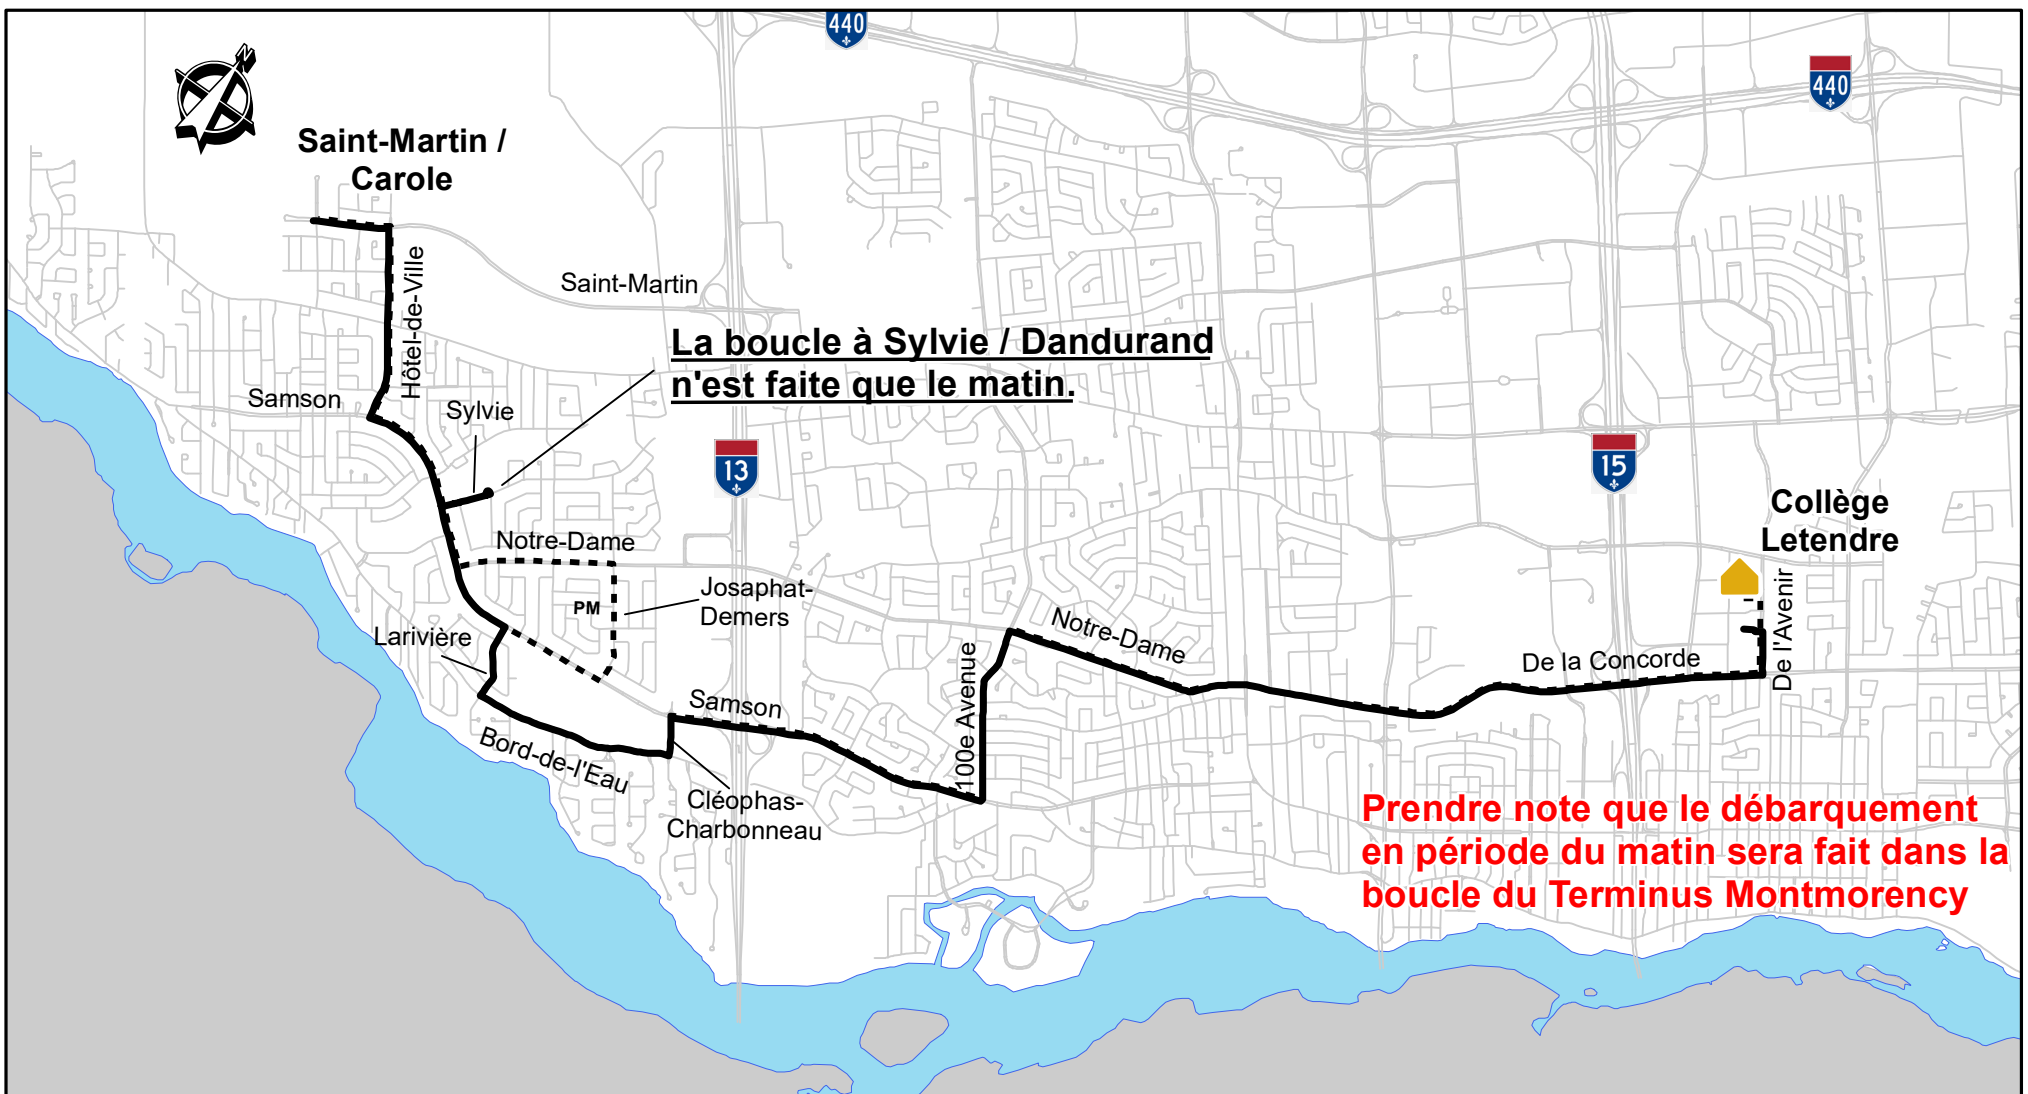 440
440
N
Saint-Martin /
Carole
Hôtel-de-Ville
Saint-Martin
La boucle à Sylvie / Dandurand
n'est faite que le matin.
Samson
Sylvie
13
15
Collège
Letendre
Notre-Dame
Josaphat-
Demers
PM
Larivière
Notre-Dame
De l'Avenir
De la Concorde
100e Avenue
Samson
Bord-de-l'Eau
Cléophas-
Charbonneau
Prendre note que le débarquement
en période du matin sera fait dans la
boucle du Terminus Montmorency